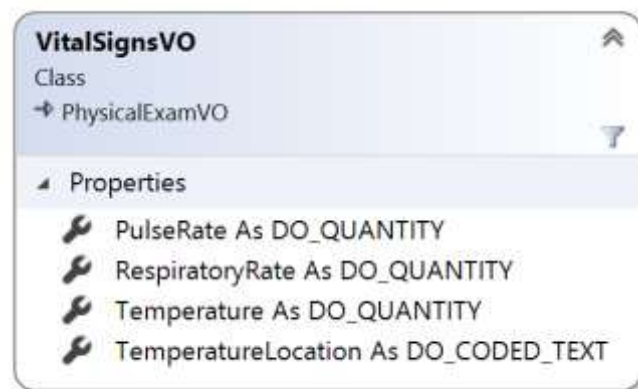 VitalSignsVO
Class
PhysicalExamVO
Properties
PulseRate As DO_QUANTITY
RespiratoryRate As DO_QUANTITY
Temperature As DO_QUANTITY
TemperatureLocation As DO_CODED_TEXT